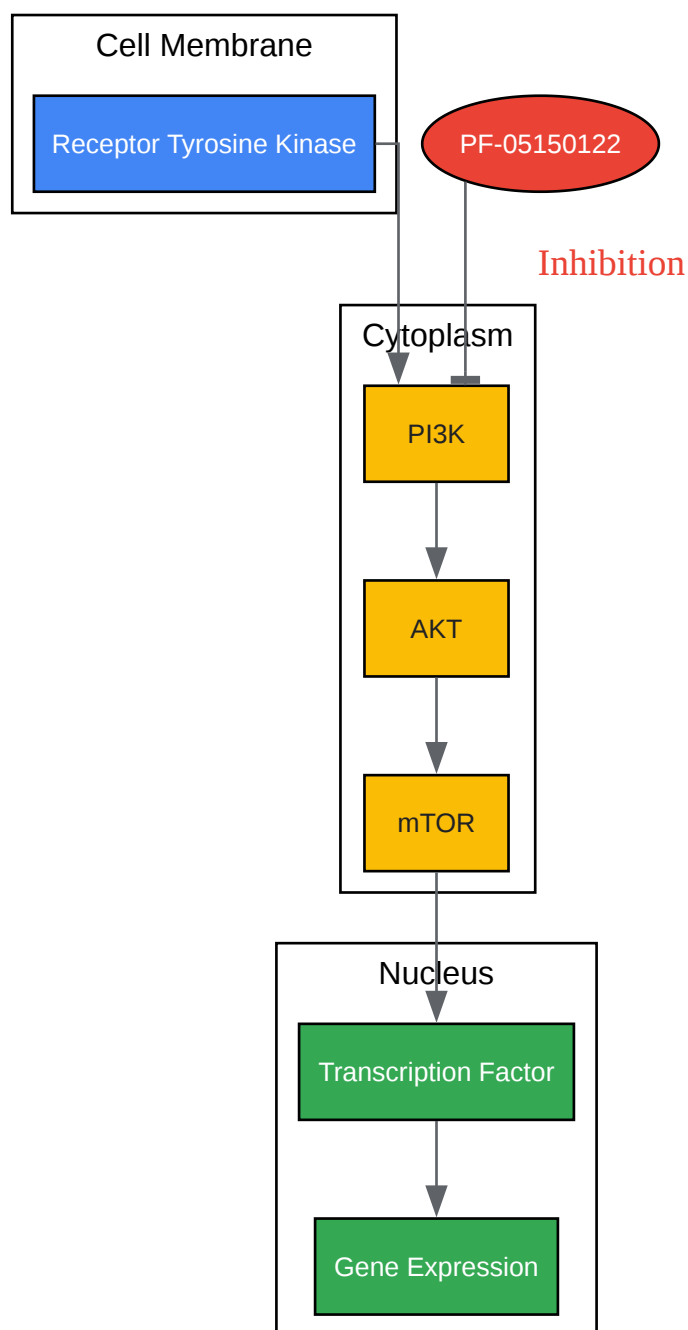 Cell Membrane
Receptor Tyrosine Kinase
PF-05150122
Inhibition
Cytoplasm
PI3K
AKT
mTOR
Nucleus
Transcription Factor
Gene Expression